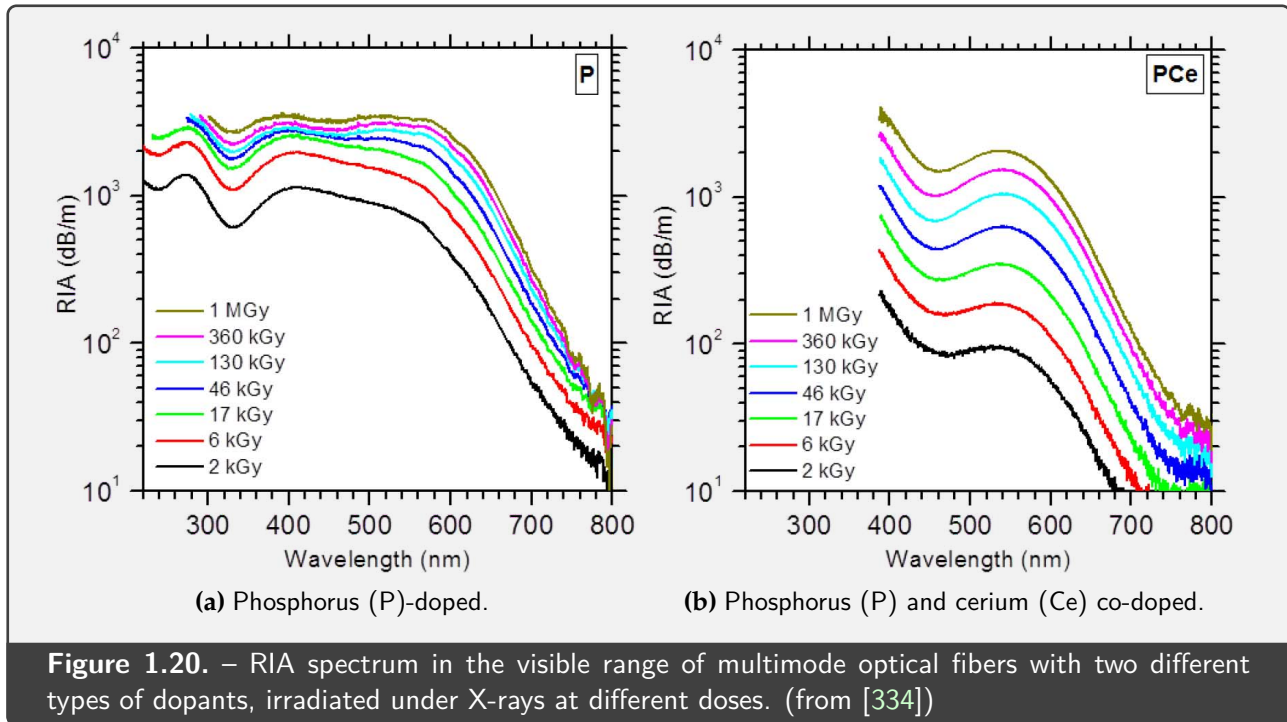 10⁴
10³
10²
10¹
RIA (dB/m)
P
1 MGy
360 kGy
130 kGy
46 kGy
17 kGy
6 kGy
2 kGy
300 400 500 600 700 800
Wavelength (nm)
(a) Phosphorus (P)-doped.
10⁴
10³
10²
10¹
RIA (dB/m)
PCe
1 MGy
360 kGy
130 kGy
46 kGy
17 kGy
6 kGy
2 kGy
300 400 500 600 700 800
Wavelength (nm)
(b) Phosphorus (P) and cerium (Ce) co-doped.
Figure 1.20. – RIA spectrum in the visible range of multimode optical fibers with two different
types of dopants, irradiated under X-rays at different doses. (from [334])